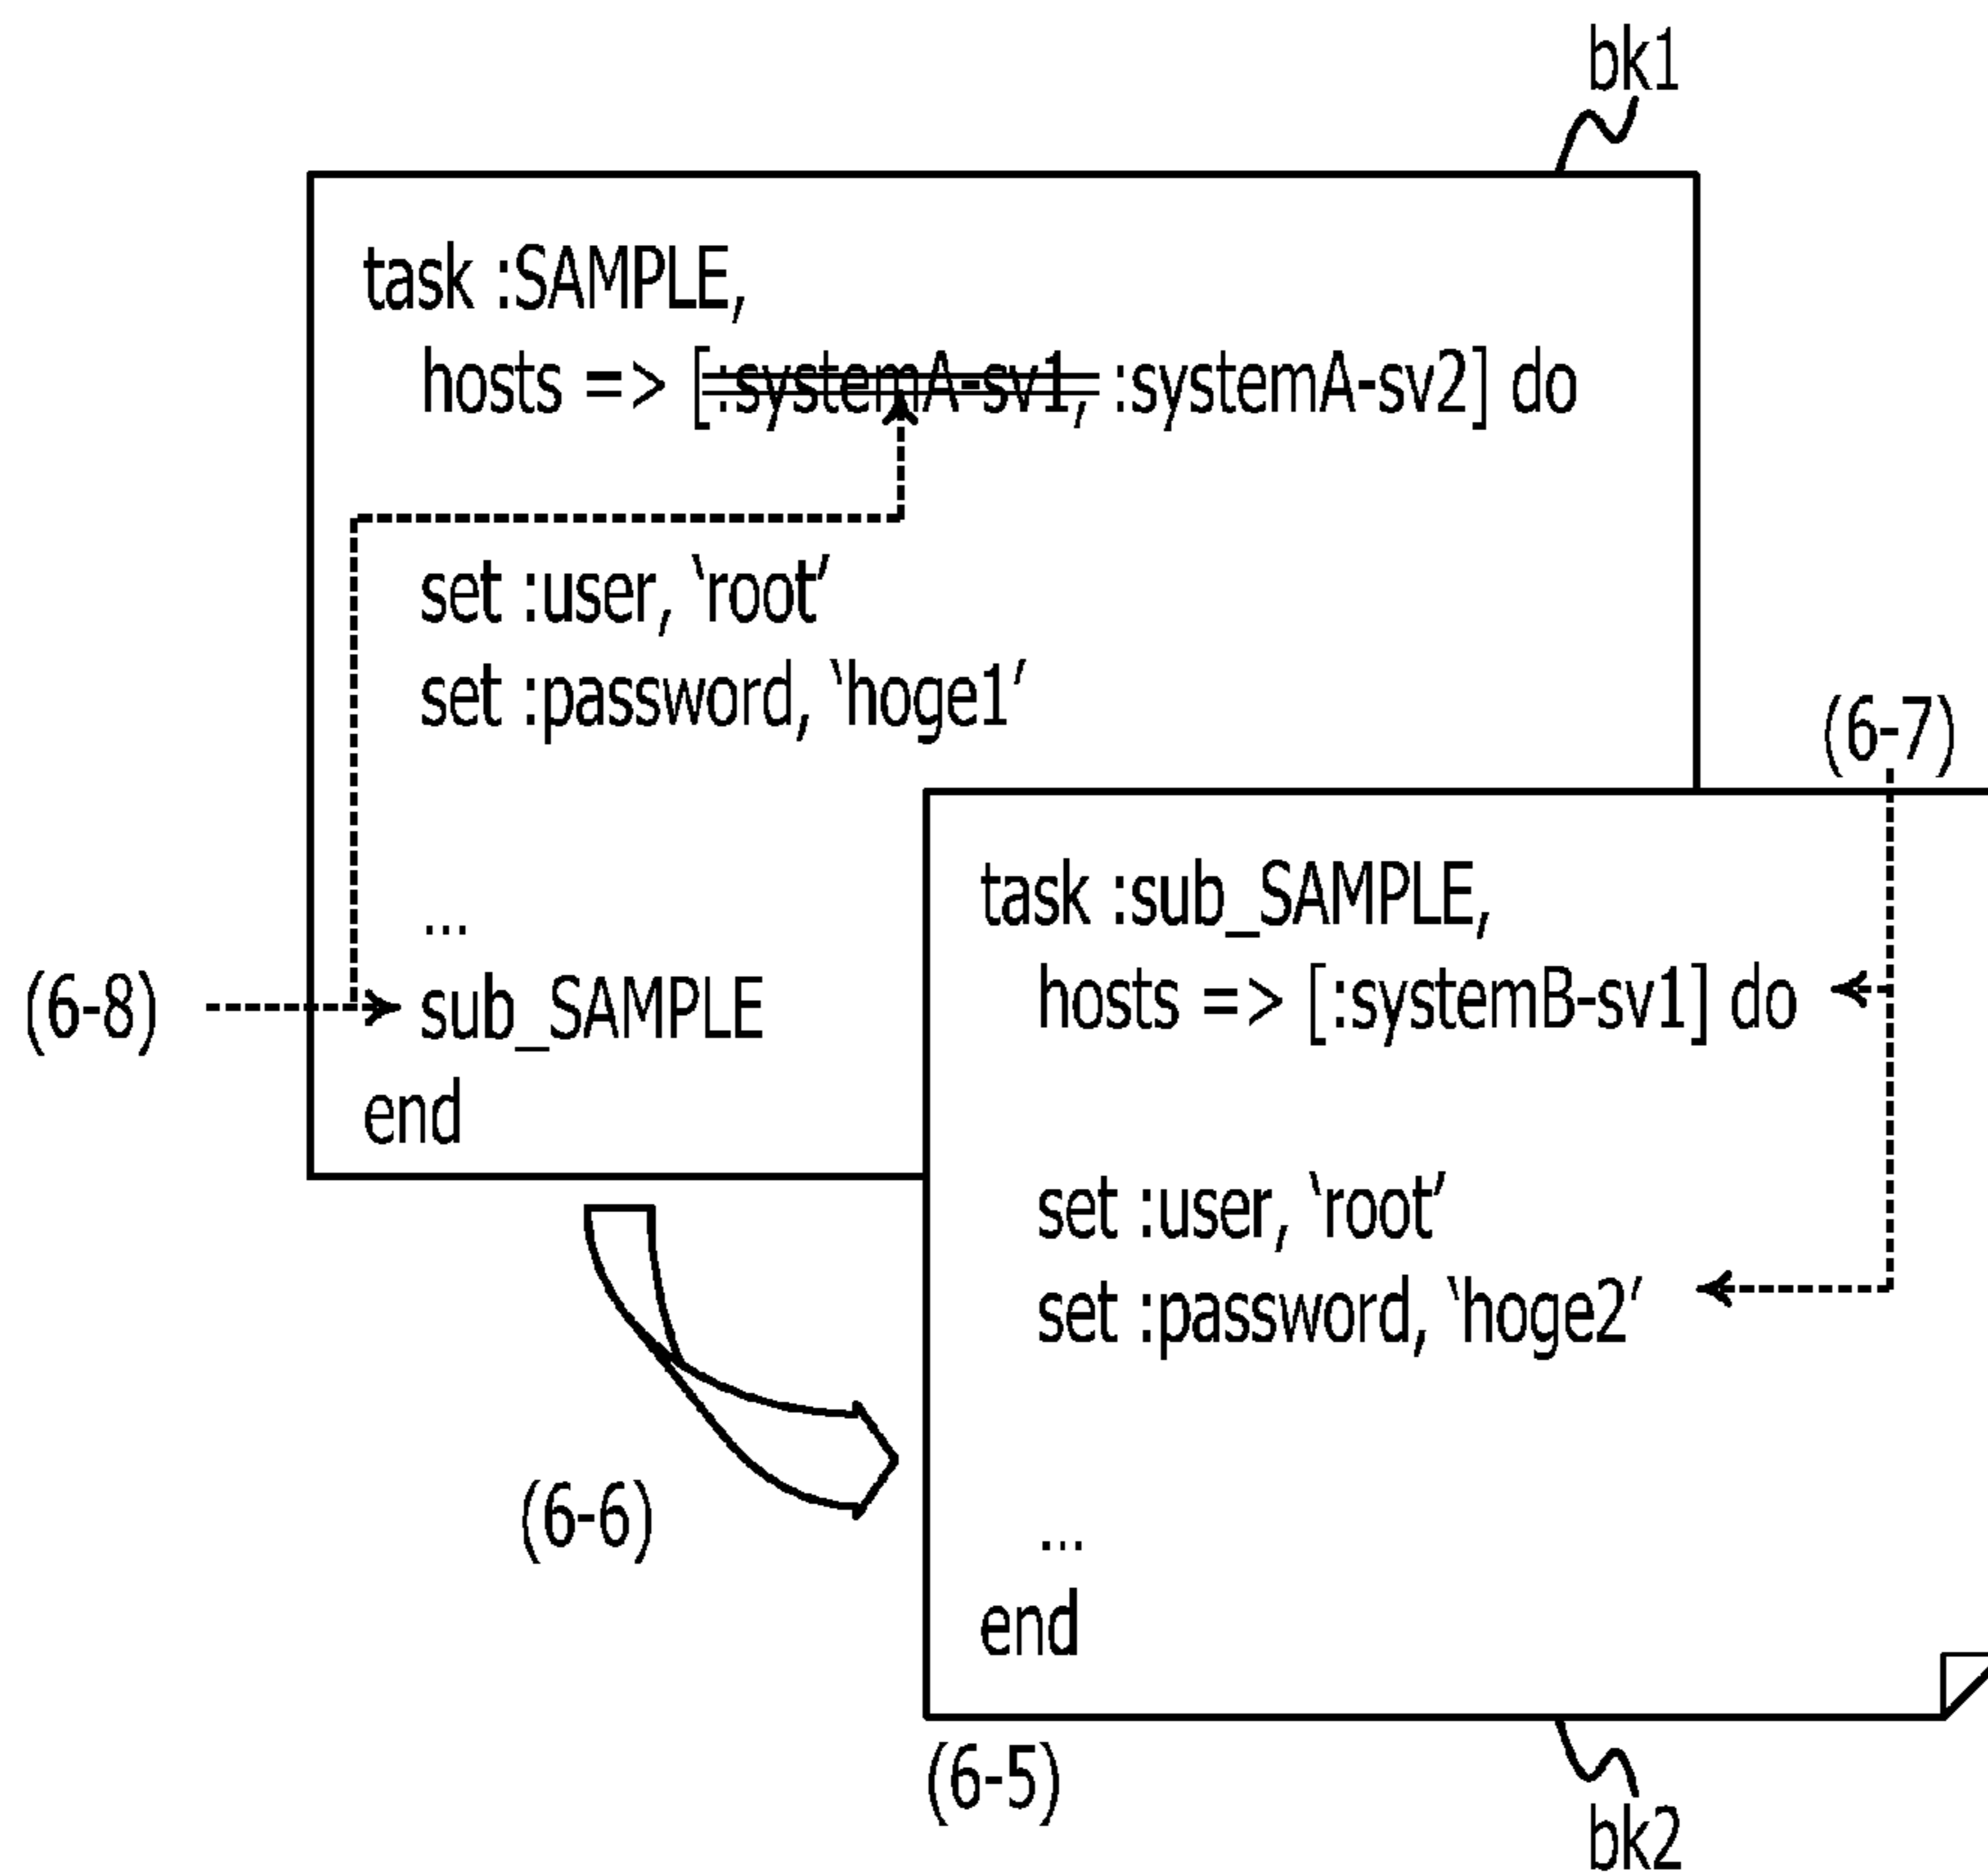 bk1
task :SAMPLE,
hosts => [:systemA-sv1, :systemA-sv2] do
set :user, ‘root’
set :password, ‘hoge1’
...
sub_SAMPLE
end
(6-8)
(6-7)
task :sub_SAMPLE,
hosts => [:systemB-sv1] do
set :user, ‘root’
set :password, ‘hoge2’
...
end
(6-6)
(6-5)
bk2